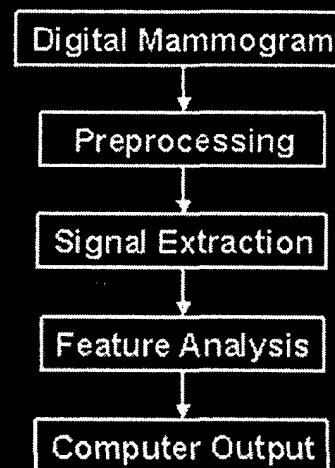 Digital Mammogram
Preprocessing
Signal Extraction
Feature Analysis
Computer Output